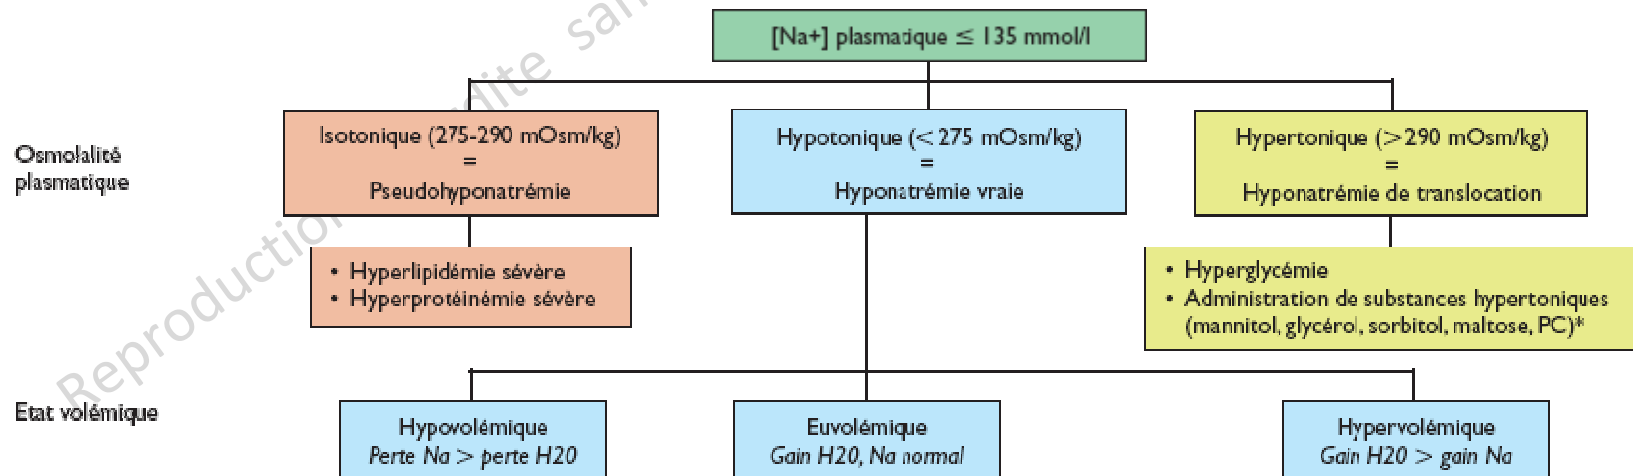 [Na+] plasmatique ≤ 135 mmol/l
Osmolalité
plasmatique
Isotonique (275-290 mOsm/kg)
=
Pseudohyponatrémie
Hypotonique (< 275 mOsm/kg)
=
Hyponatrémie vraie
Hypertonique (>290 mOsm/kg)
=
Hyponatrémie de translocation
• Hyperlipidémie sévère
• Hyperprotéinémie sévère
• Hyperglycémie
• Administration de substances hypertoniques
(mannitol, glycérol, sorbitol, maltose, PC)*
Etat volémique
Hypovolémique
Perte Na > perte H20
Euvolémique
Gain H20, Na normal
Hypervolémique
Gain H20 > gain Na
Reproduction